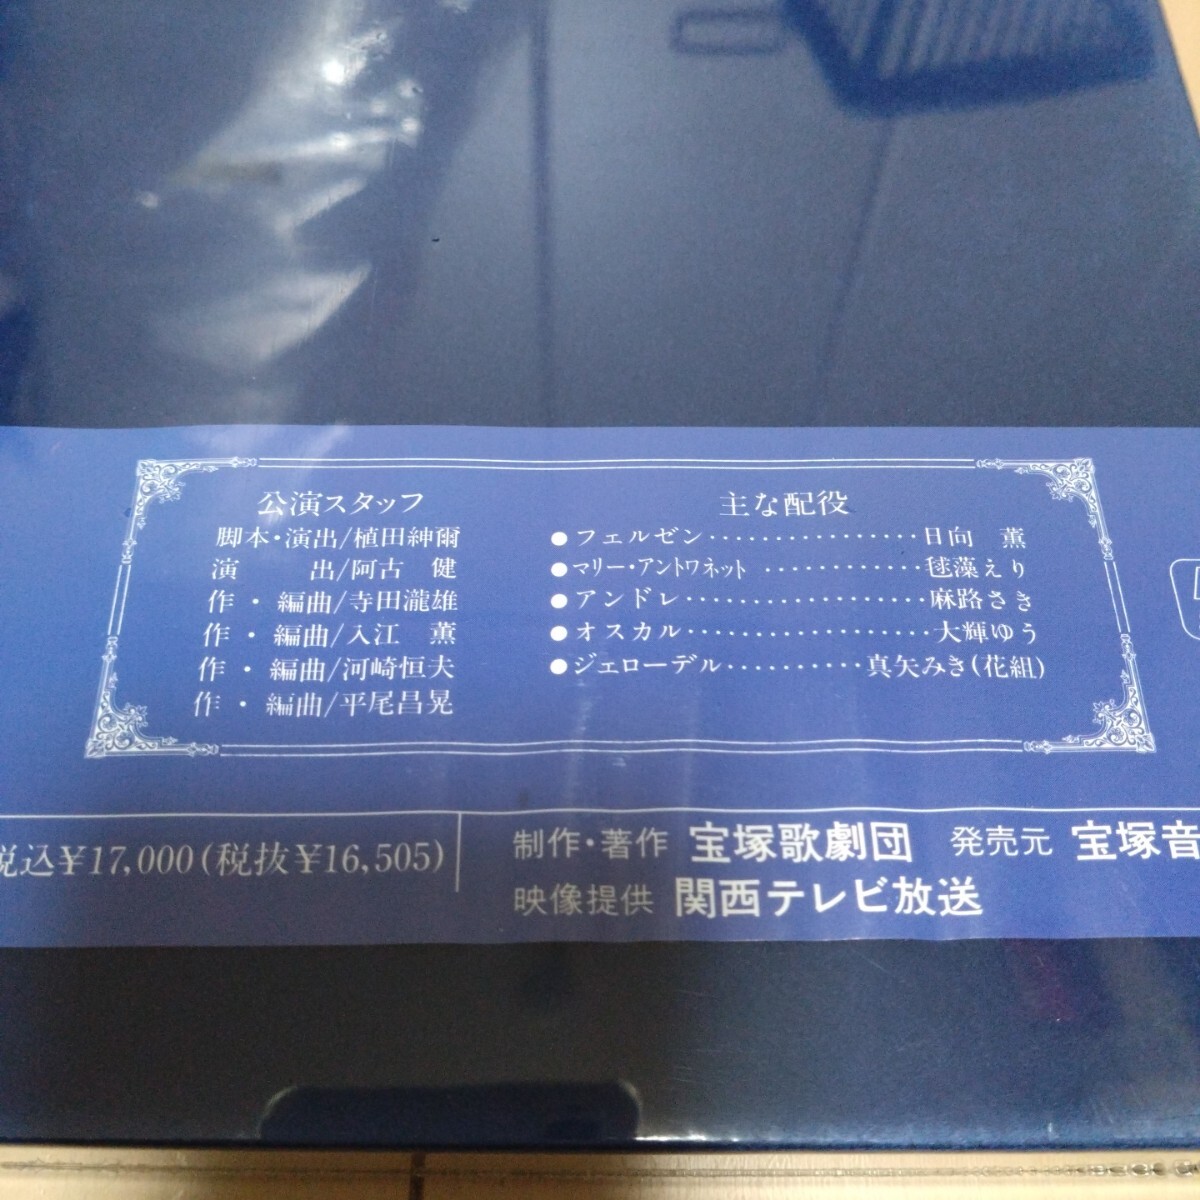 公演スタッフ
脚本・演出/植田紳爾
演出/阿古 健
作・編曲/寺田瀧雄
作・編曲/入江 薫
作・編曲/河崎恒夫
作・編曲/平尾昌晃
主な配役
●フェルゼン・・・・・・・・・・・・・・・・日向 薫
●マリー・アントワネット・・・・・・・・・・・・毬藻えり
●アンドレ・・・・・・・・・・・・・・・・・・麻路さき
●オスカル・・・・・・・・・・・・・・・・・・大輝ゆう
●ジェローデル・・・・・・・・・・真矢みき(花組)
税込¥17,000(税抜¥16,505)
制作・著作 宝塚歌劇団 発売元 宝塚音
映像提供 関西テレビ放送